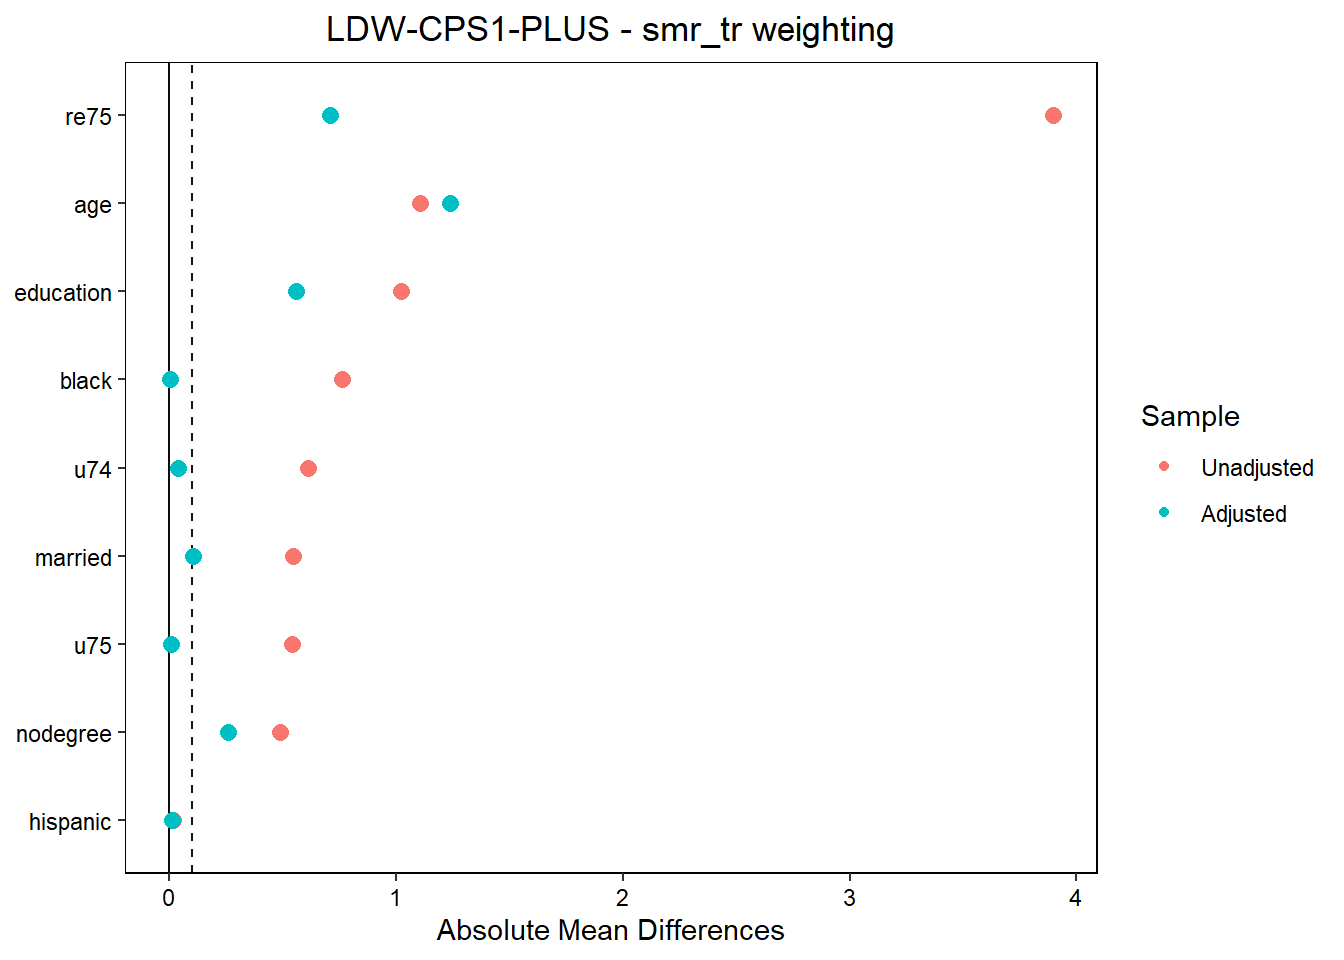 LDW-CPS1-PLUS - smr_tr weighting
re75
age
education
black
u74
married
u75
nodegree
hispanic
0 1 2 3 4
Absolute Mean Differences
Sample
Unadjusted
Adjusted